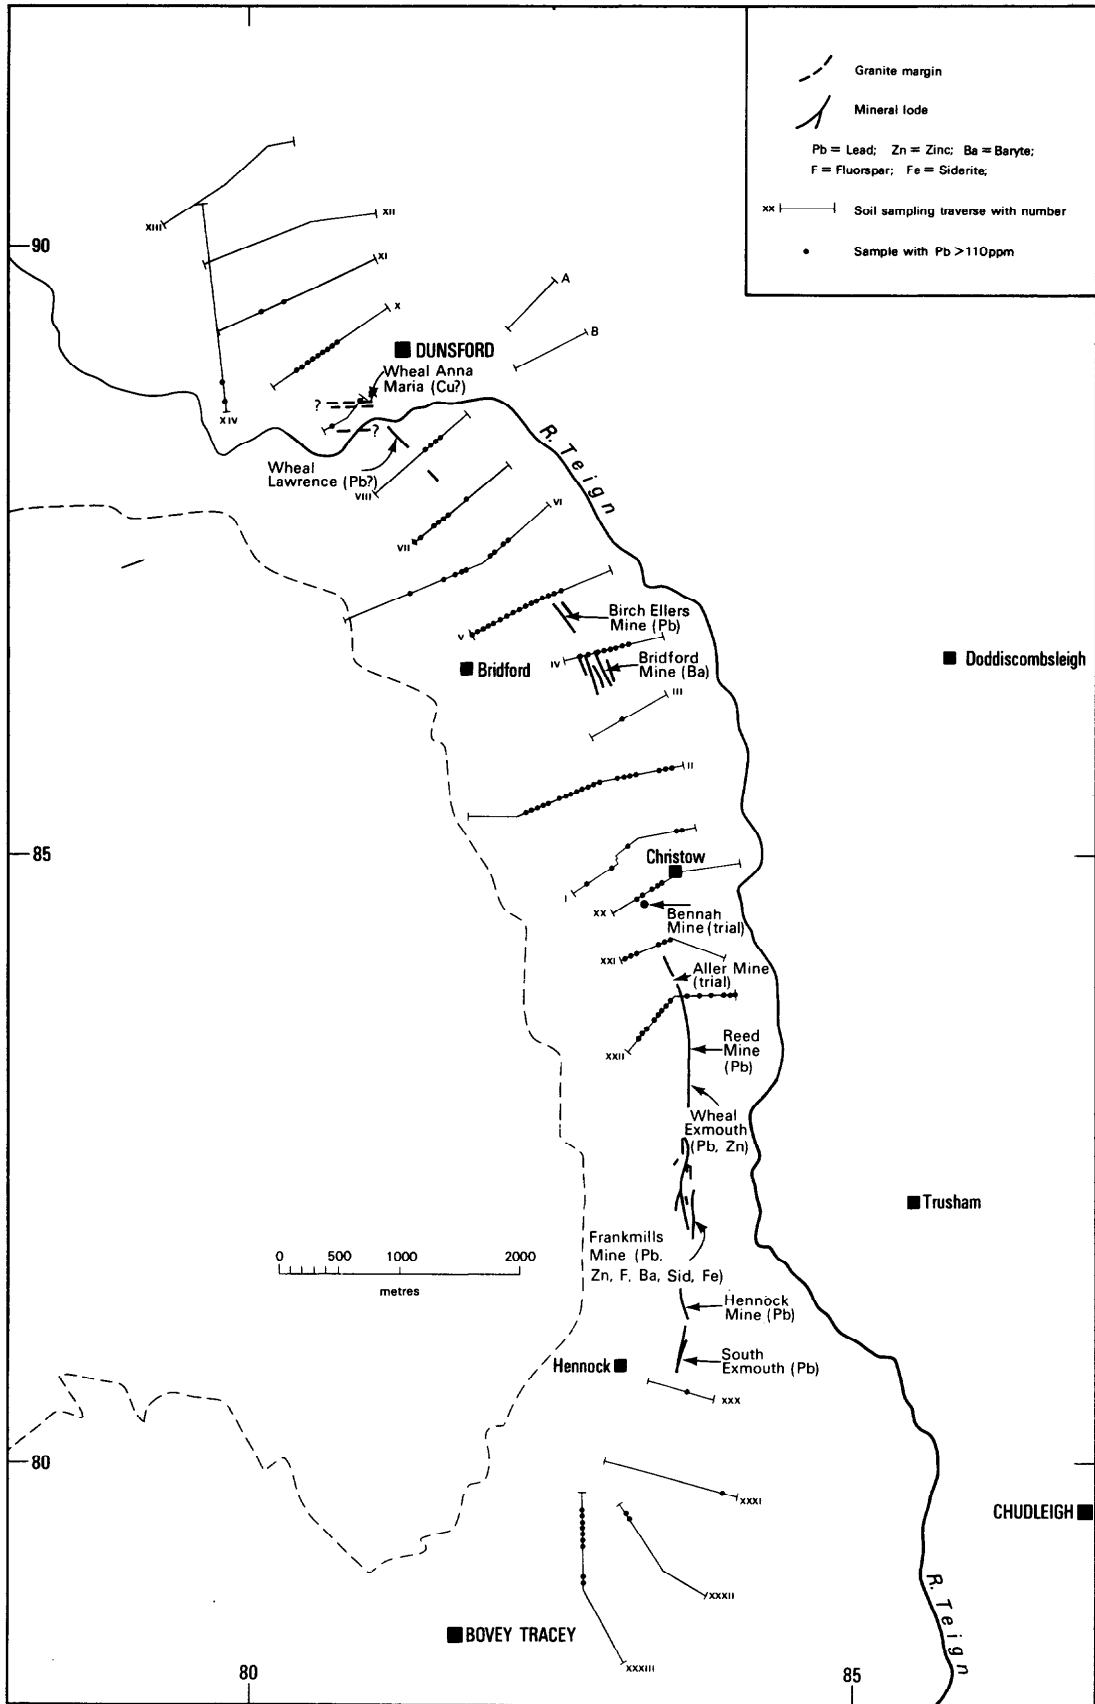 Granite margin
Mineral lode
Pb = Lead; Zn = Zinc; Ba = Baryte;
F = Fluorspar; Fe = Siderite;
xx Soil sampling traverse with number
Sample with Pb >110ppm
XIII
XII
90
XI
A
X
B
DUNSFORD
Wheal Anna
Maria (Cu?)
?
XIV
?
R. Teign
Wheal
Lawrence (Pb?)
VIII
VI
VII
Birch Ellers
Mine (Pb)
V
IV
Bridford
Bridford
Mine (Ba)
Doddiscombsleigh
III
II
85
Christow
I
XX
Bennah
Mine (trial)
XXI
Aller Mine
(trial)
XXII
Reed
Mine
(Pb)
Wheal
Exmouth
(Pb, Zn)
Trusham
Frankmills
Mine (Pb.
Zn, F, Ba, Sid, Fe)
0 500 1000 2000
metres
Hennock
Mine (Pb)
Hennock
South
Exmouth (Pb)
XXX
80
XXXI
CHUDLEIGH
XXXII
R. Teign
BOVEY TRACEY
XXXIII
80
85